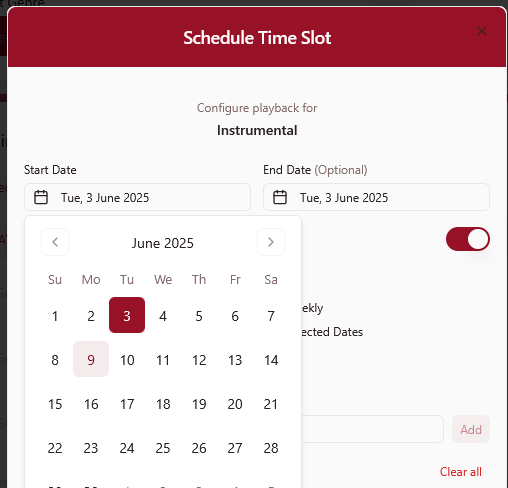 Genre
Schedule Time Slot
Configure playback for
Instrumental
Start Date
End Date (Optional)
Tue, 3 June 2025
Tue, 3 June 2025
June 2025
Su Mo Tu We Th Fr Sa
1 2 3 4 5 6 7
ekly
ected Dates
8 9 10 11 12 13 14
15 16 17 18 19 20 21
Add
22 23 24 25 26 27 28
Clear all